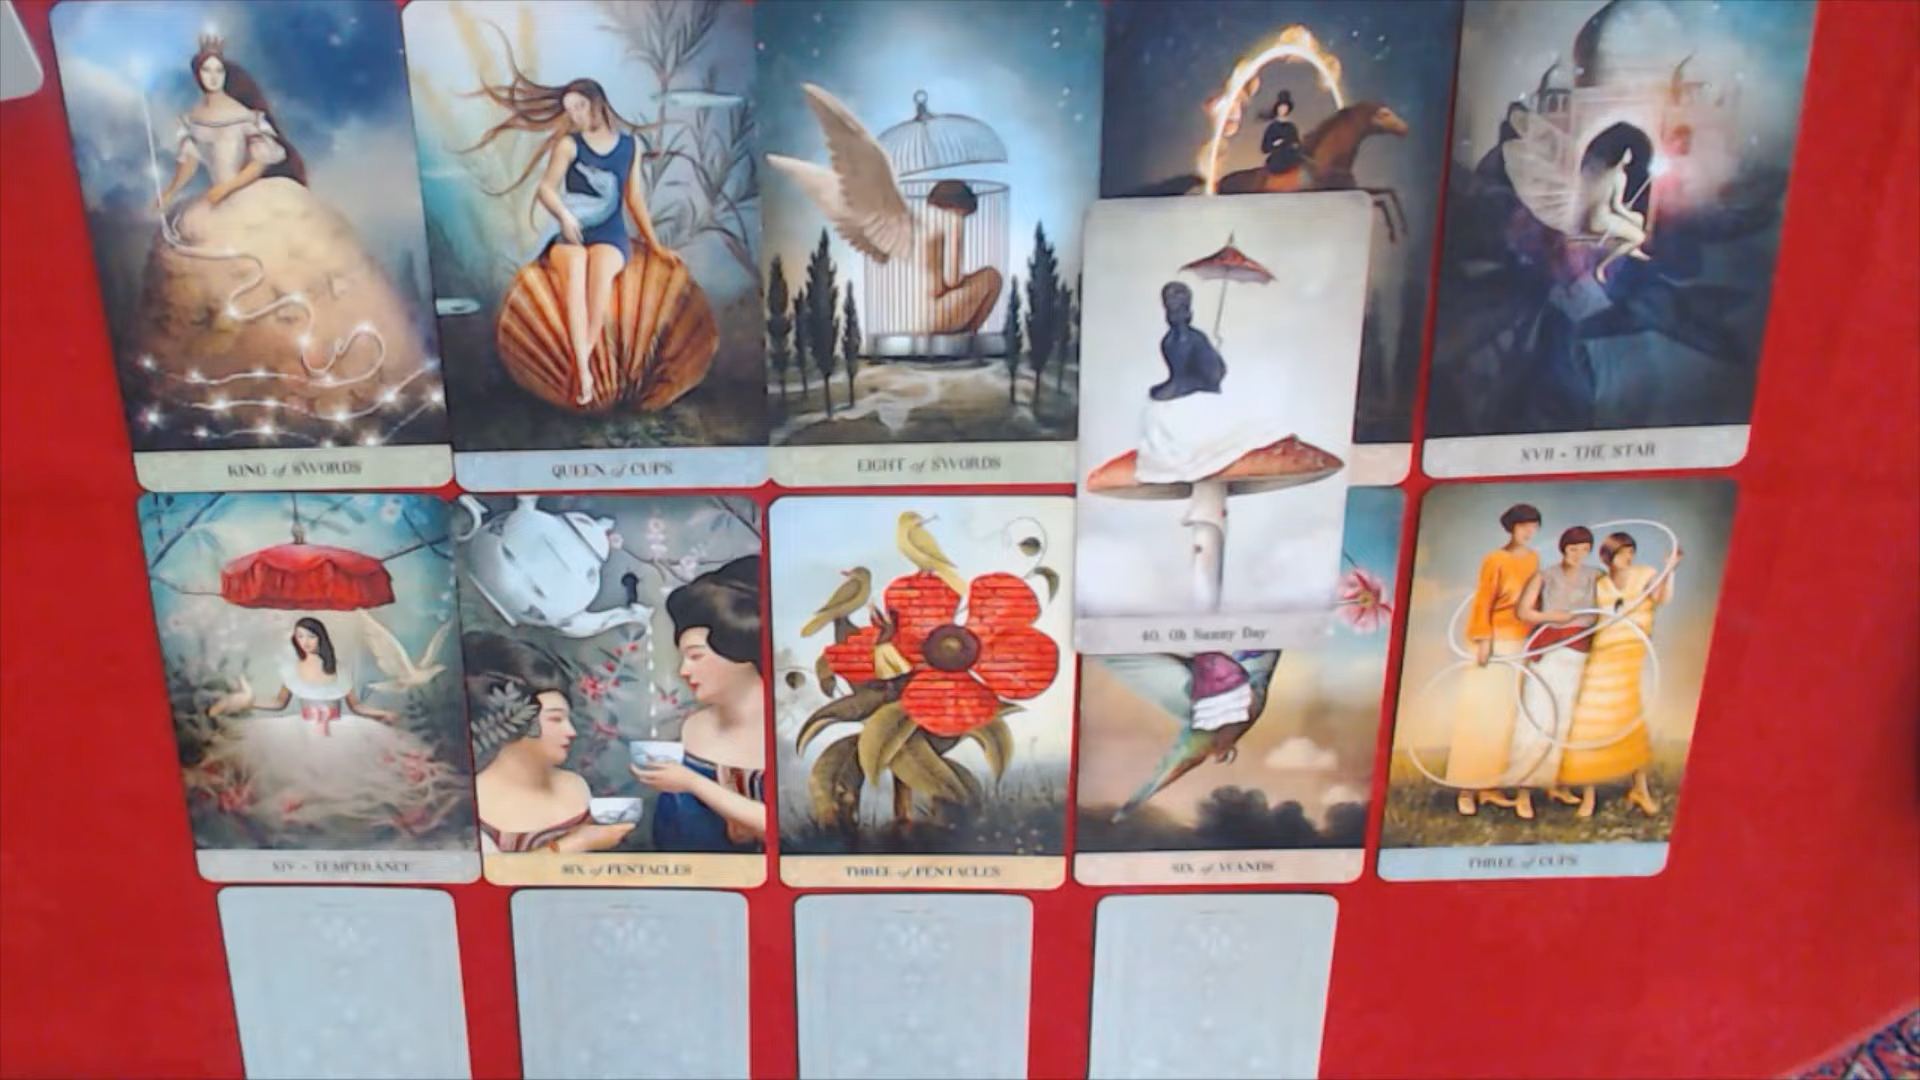 KING of SWORDS
QUEEN of CUPS
EIGHT of SWORDS
XVII - THE STAR
40. Oh Sunny Day
XIV - TEMPERANCE
SIX of PENTACLES
THREE of PENTACLES
SIX of WANDS
THREE of CUPS